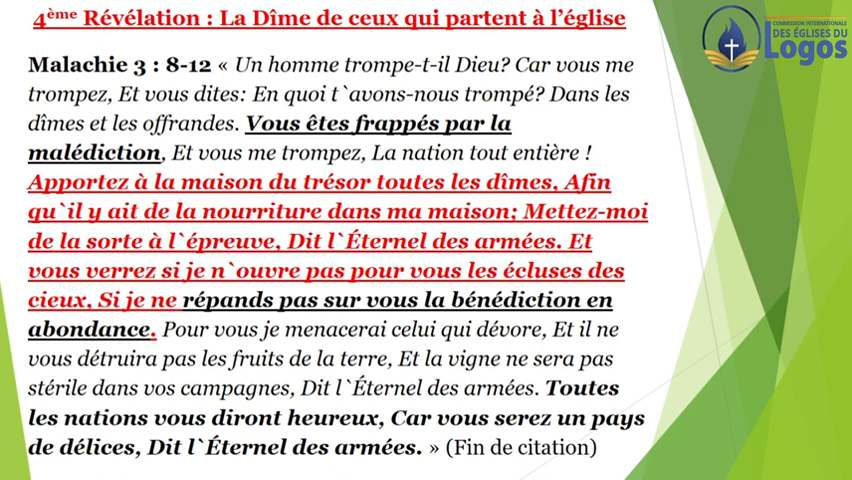 4ème Révélation : La Dîme de ceux qui partent à l’église
COMMISSION INTERNATIONALE
DES ÉGLISES DU
Logos
Malachie 3 : 8-12 « Un homme trompe-t-il Dieu? Car vous me
trompez, Et vous dites: En quoi t`avons-nous trompé? Dans les
dîmes et les offrandes. Vous êtes frappés par la
malédiction, Et vous me trompez, La nation tout entière !
Apportez à la maison du trésor toutes les dîmes, Afin
qu`il y ait de la nourriture dans ma maison; Mettez-moi
de la sorte à l`épreuve, Dit l`Éternel des armées. Et
vous verrez si je n`ouvre pas pour vous les écluses des
cieux, Si je ne répands pas sur vous la bénédiction en
abondance. Pour vous je menacerai celui qui dévore, Et il ne
vous détruira pas les fruits de la terre, Et la vigne ne sera pas
stérile dans vos campagnes, Dit l`Éternel des armées. Toutes
les nations vous diront heureux, Car vous serez un pays
de délices, Dit l`Éternel des armées. » (Fin de citation)